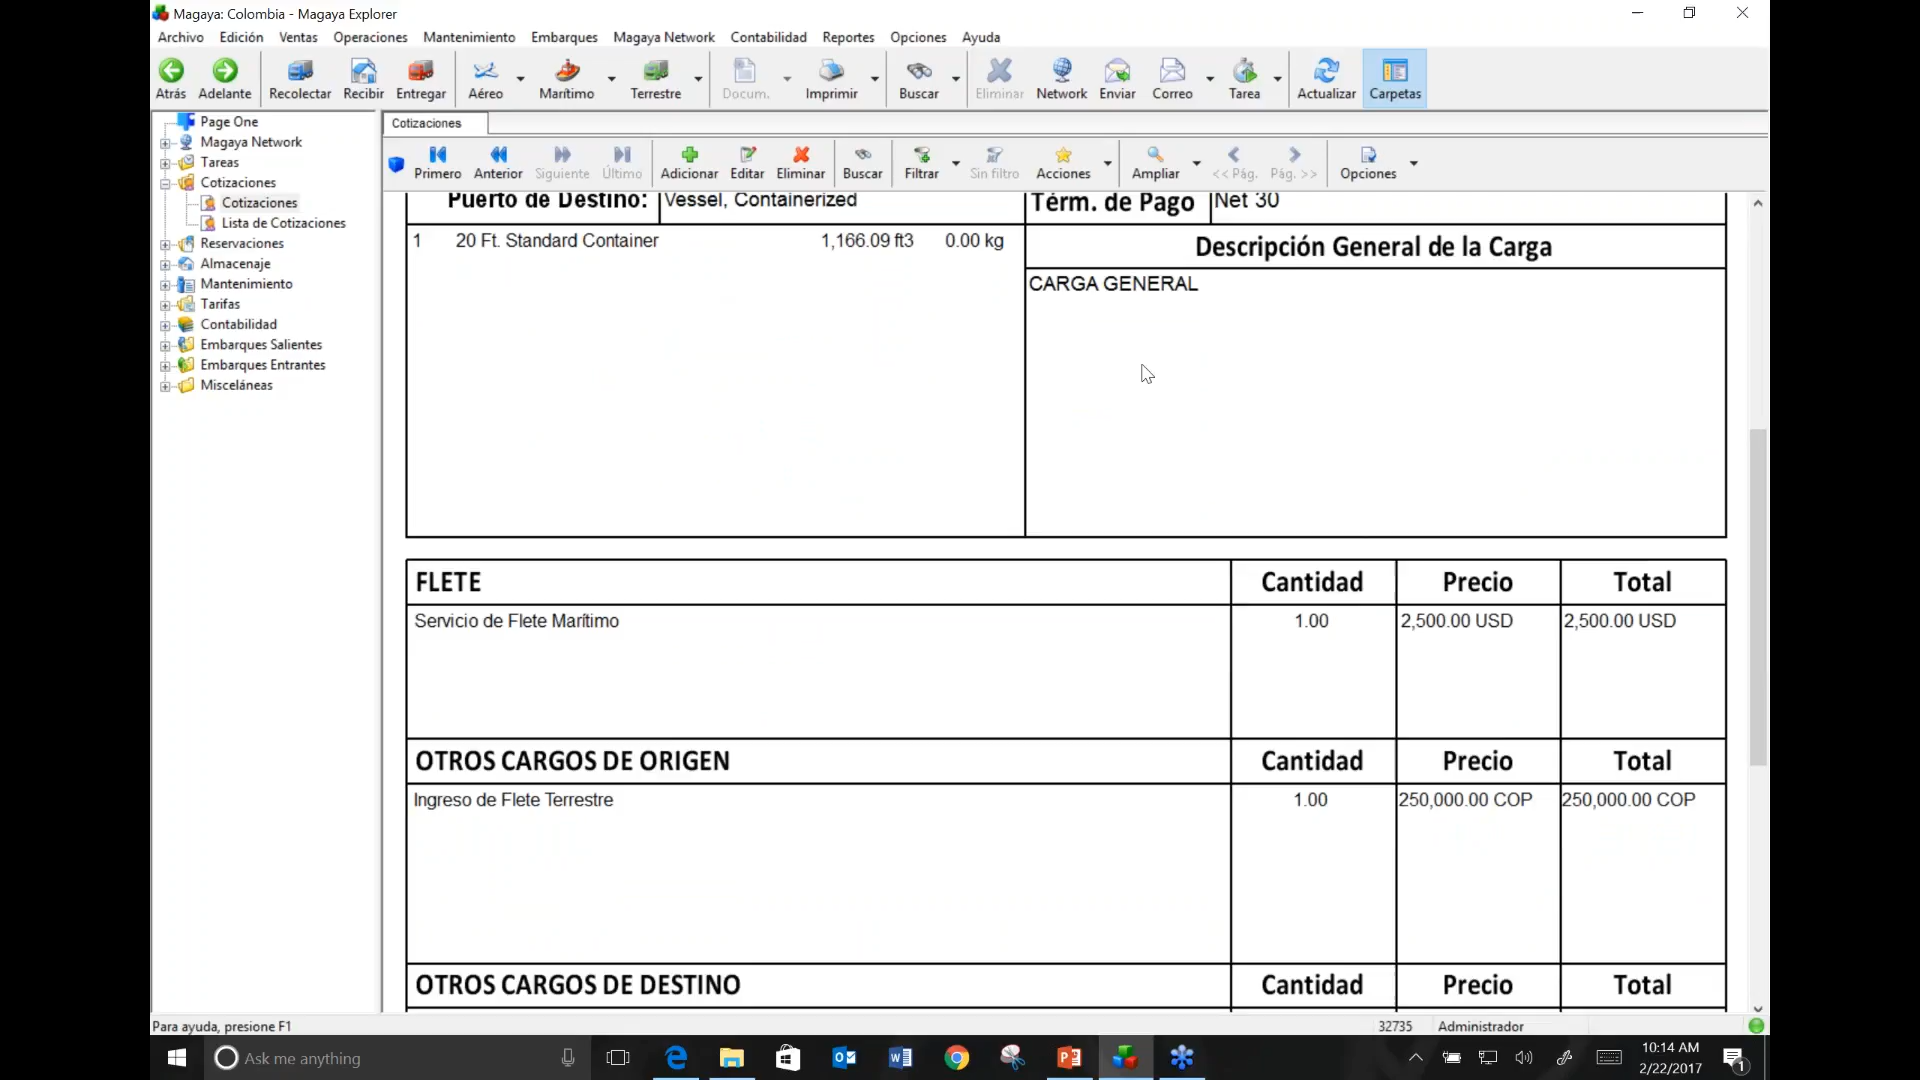 Magaya: Colombia - Magaya Explorer
Archivo Edición Ventas Operaciones Mantenimiento Embarques Magaya Network Contabilidad Reportes Opciones Ayuda
Atrás Adelante Recolectar Recibir Entregar Aéreo Marítimo Terrestre Docum. Imprimir Buscar Eliminar Network Enviar Correo Tarea Actualizar Carpetas
Page One
Magaya Network
Tareas
Cotizaciones
Cotizaciones
Lista de Cotizaciones
Reservaciones
Almacenaje
Mantenimiento
Tarifas
Contabilidad
Embarques Salientes
Embarques Entrantes
Misceláneas
Cotizaciones
Primero Anterior Siguiente Último Adicionar Editar Eliminar Buscar Filtrar Sin filtro Acciones Ampliar << Pág. Pág. >> Opciones
Puerto de Destino: Vessel, Containerized Térm. de Pago Net 30
1 20 Ft. Standard Container 1,166.09 ft3 0.00 kg
Descripción General de la Carga
CARGA GENERAL
FLETE Cantidad Precio Total
Servicio de Flete Marítimo 1.00 2,500.00 USD 2,500.00 USD
OTROS CARGOS DE ORIGEN Cantidad Precio Total
Ingreso de Flete Terrestre 1.00 250,000.00 COP 250,000.00 COP
OTROS CARGOS DE DESTINO Cantidad Precio Total
Para ayuda, presione F1 32735 Administrador
Ask me anything
10:14 AM
2/22/2017
1